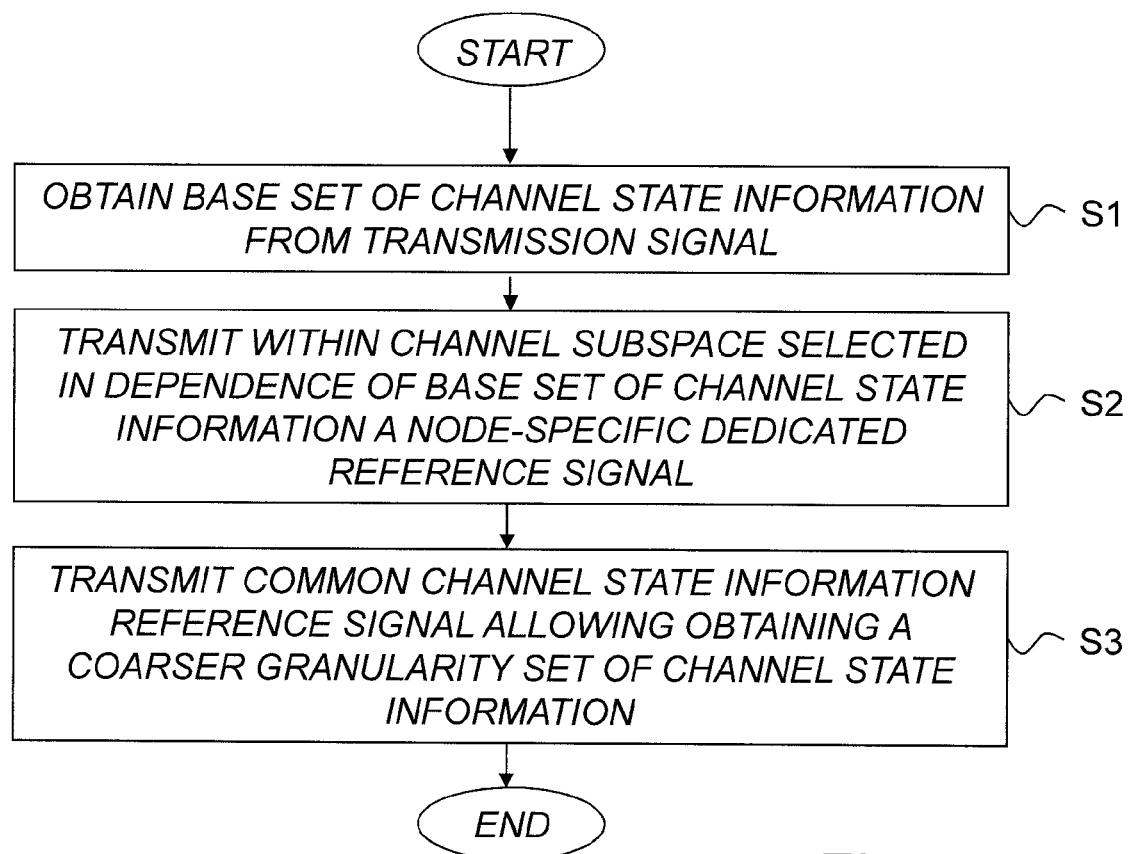 START
OBTAIN BASE SET OF CHANNEL STATE INFORMATION
FROM TRANSMISSION SIGNAL
S1
TRANSMIT WITHIN CHANNEL SUBSPACE SELECTED
IN DEPENDENCE OF BASE SET OF CHANNEL STATE
INFORMATION A NODE-SPECIFIC DEDICATED
REFERENCE SIGNAL
S2
TRANSMIT COMMON CHANNEL STATE INFORMATION
REFERENCE SIGNAL ALLOWING OBTAINING A
COARSER GRANULARITY SET OF CHANNEL STATE
INFORMATION
S3
END